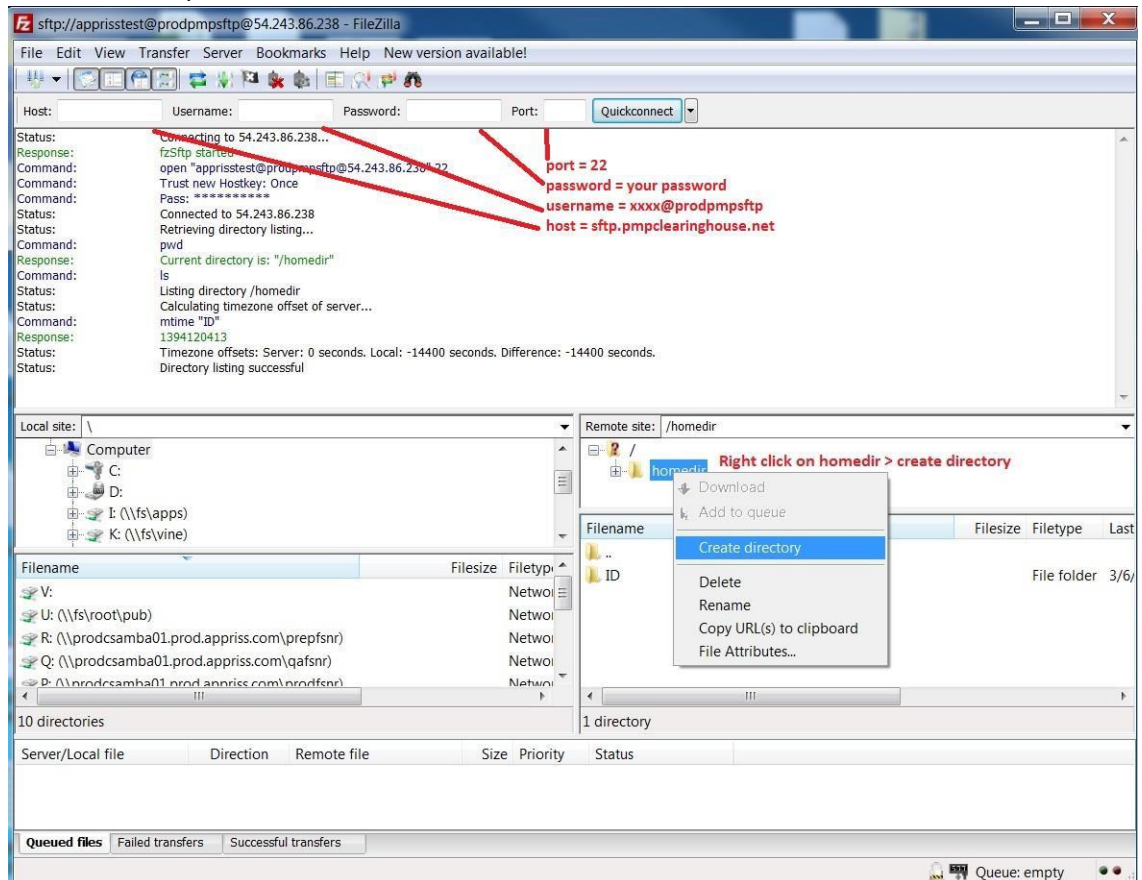 sftp://apprisstest@prodpmpsftp@54.243.86.238 - FileZilla
File Edit View Transfer Server Bookmarks Help New version available!
Host: Username: Password: Port: Quickconnect
Status: Connecting to 54.243.86.238...
Response: fzSftp started
Command: open "apprisstest@prodpmpsftp@54.243.86.238" 22
Command: Trust new Hostkey: Once
Command: Pass: **********
Status: Connected to 54.243.86.238
Status: Retrieving directory listing...
Command: pwd
Response: Current directory is: "/homedir"
Command: ls
Status: Listing directory /homedir
Status: Calculating timezone offset of server...
Command: mtime "ID"
Response: 1394120413
Status: Timezone offsets: Server: 0 seconds. Local: -14400 seconds. Difference: -14400 seconds.
Status: Directory listing successful
port = 22
password = your password
username = xxxx@prodpmpsftp
host = sftp.pmpclearinghouse.net
Local site: \
Computer
C:
D:
I: (\\fs\apps)
K: (\\fs\vine)
Filename Filesize Filetyp
V: Networ
U: (\\fs\root\pub) Networ
R: (\\prodcsamba01.prod.appriss.com\prepfsnr) Networ
Q: (\\prodcsamba01.prod.appriss.com\qafsnr) Networ
P: (\\prodcsamba01.prod.appriss.com\prodfsnr) Networ
10 directories
Remote site: /homedir
/
homedir
Right click on homedir > create directory
Filename Filesize Filetype Last
..
ID File folder 3/6/
Download
Add to queue
Create directory
Delete
Rename
Copy URL(s) to clipboard
File Attributes...
1 directory
Server/Local file Direction Remote file Size Priority Status
Queued files Failed transfers Successful transfers
Queue: empty